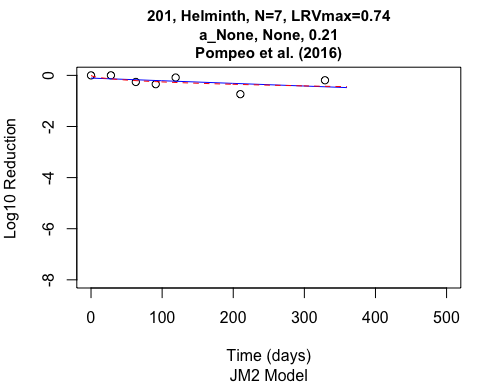 201, Helminth, N=7, LRVmax=0.74
a_None, None, 0.21
Pompeo et al. (2016)
Log10 Reduction
0
-2
-4
-6
-8
0 100 200 300 400 500
Time (days)
JM2 Model